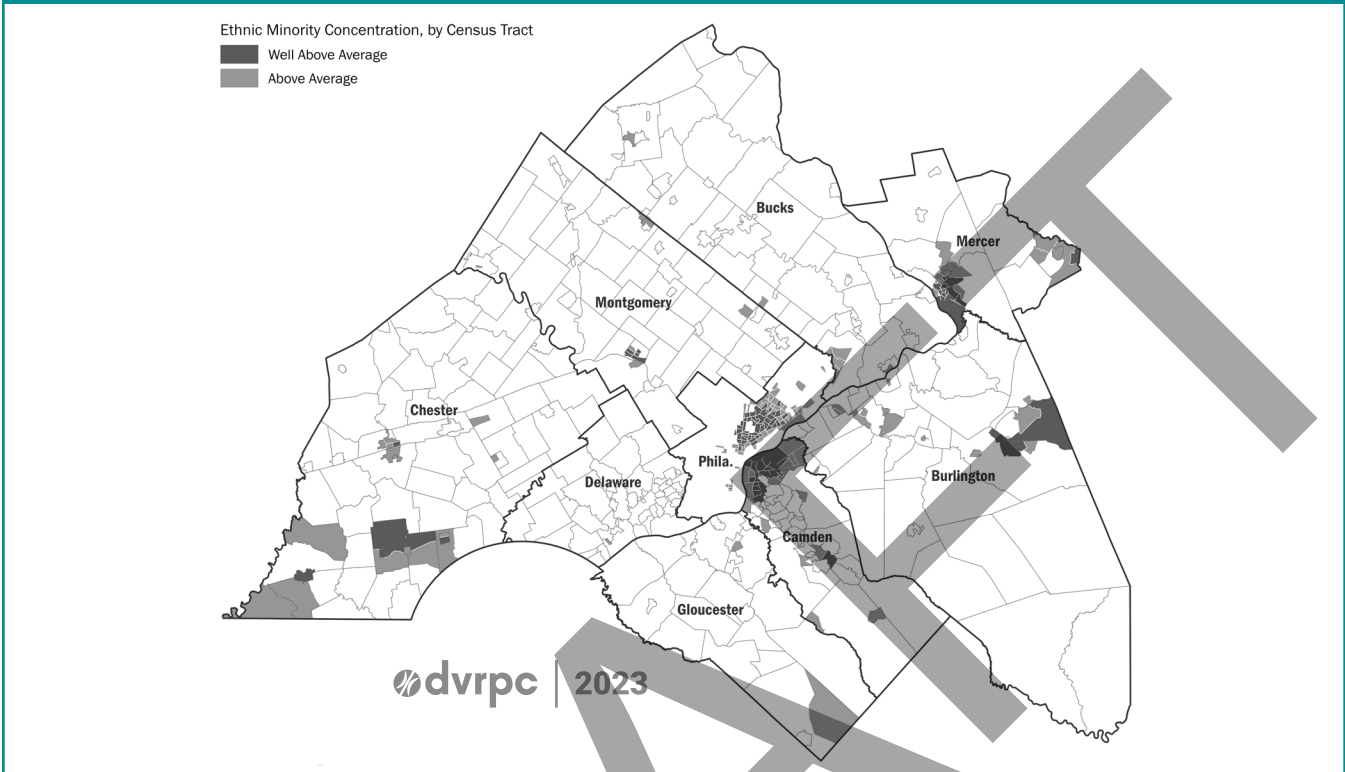 Ethnic Minority Concentration, by Census Tract
Well Above Average
Above Average
Bucks
Mercer
Montgomery
Chester
Phila.
Delaware
Burlington
Camden
Gloucester
dvrpc | 2023